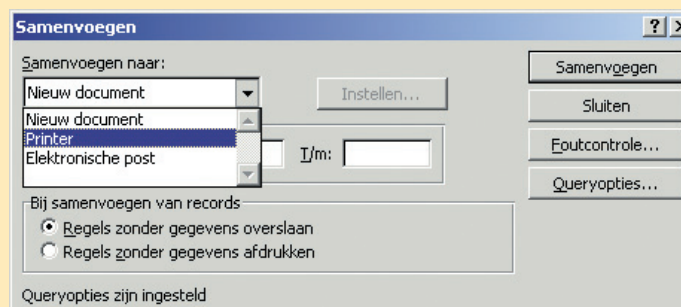 Samenvoegen
Samenvoegen naar:
Nieuw document
Instellen...
Nieuw document
Printer
Elektronische post
T/m:
Bij samenvoegen van records
Regels zonder gegevens overslaan
Regels zonder gegevens afdrukken
Queryopties zijn ingesteld
Samenvoegen
Sluiten
Foutcontrole...
Queryopties...